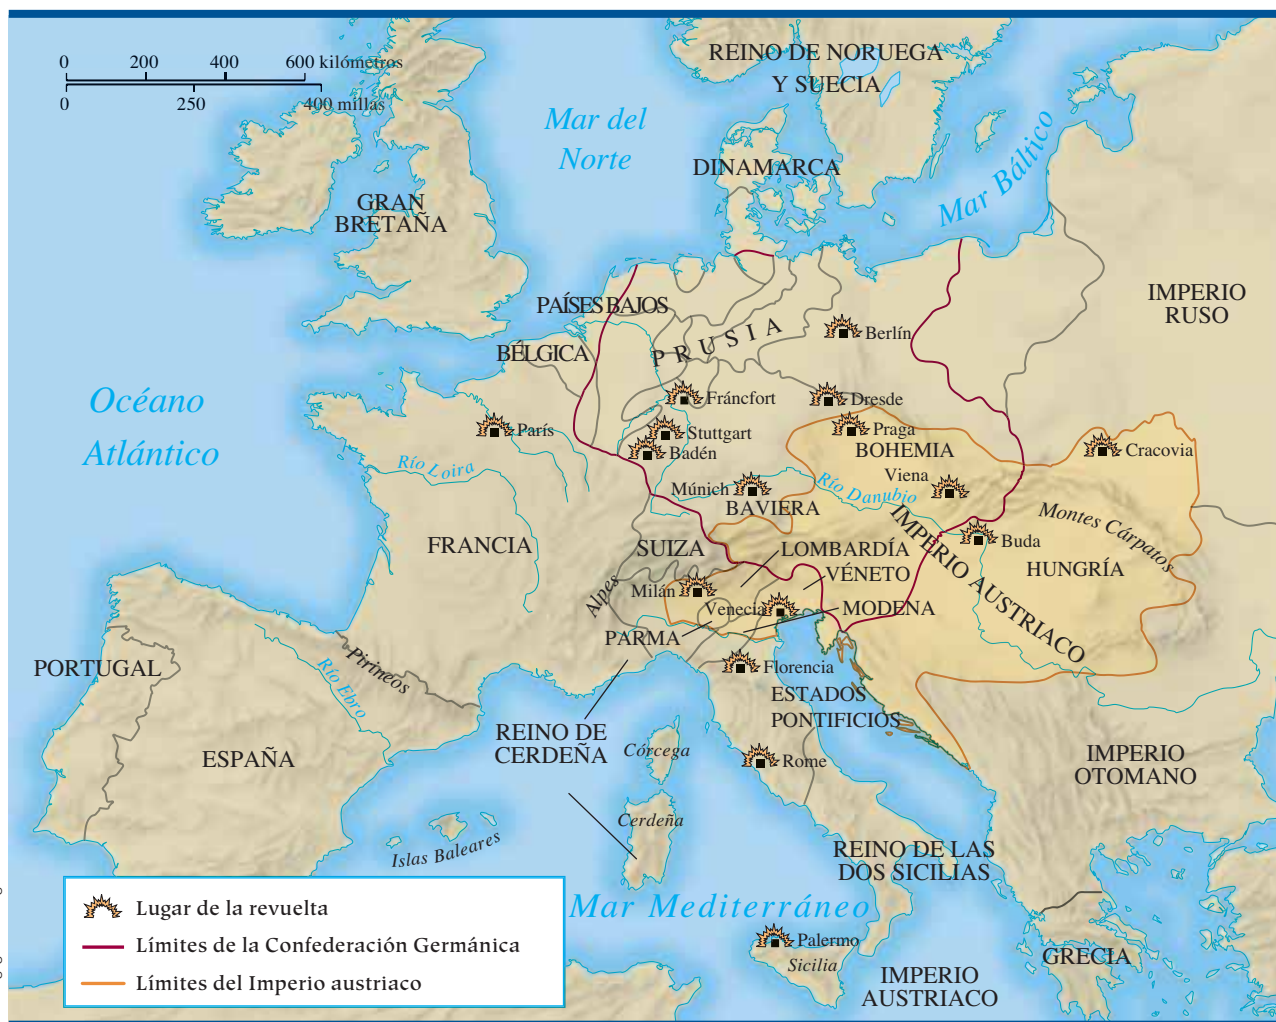 0 200 400 600 kilómetros
0 250 400 millas
REINO DE NORUEGA
Y SUECIA
Mar del
Norte
DINAMARCA
Mar Báltico
GRAN
BRETAÑA
IMPERIO
RUSO
PAÍSES BAJOS
PRUSIA
Berlín
BÉLGICA
Océano
Atlántico
Fráncfort
Dresde
París
Stuttgart
Praga
Badén
BOHEMIA
Cracovia
Río Loira
Viena
Múnich
Río Danubio
BAVIERA
Montes Cárpatos
FRANCIA
SUIZA
LOMBARDÍA
IMPERIO AUSTRIACO
Buda
HUNGRÍA
VÉNETO
Alpes
Milán
Venecia
MODENA
PARMA
PORTUGAL
Pirineos
Río Ebro
Florencia
ESTADOS
PONTIFICIOS
REINO DE
CERDEÑA
Córcega
ESPAÑA
Rome
IMPERIO
OTOMANO
Cerdeña
Islas Baleares
REINO DE LAS
DOS SICILIAS
Mar Mediterráneo
Palermo
Sicilia
GRECIA
IMPERIO
AUSTRIACO
Lugar de la revuelta
Límites de la Confederación Germánica
Límites del Imperio austriaco